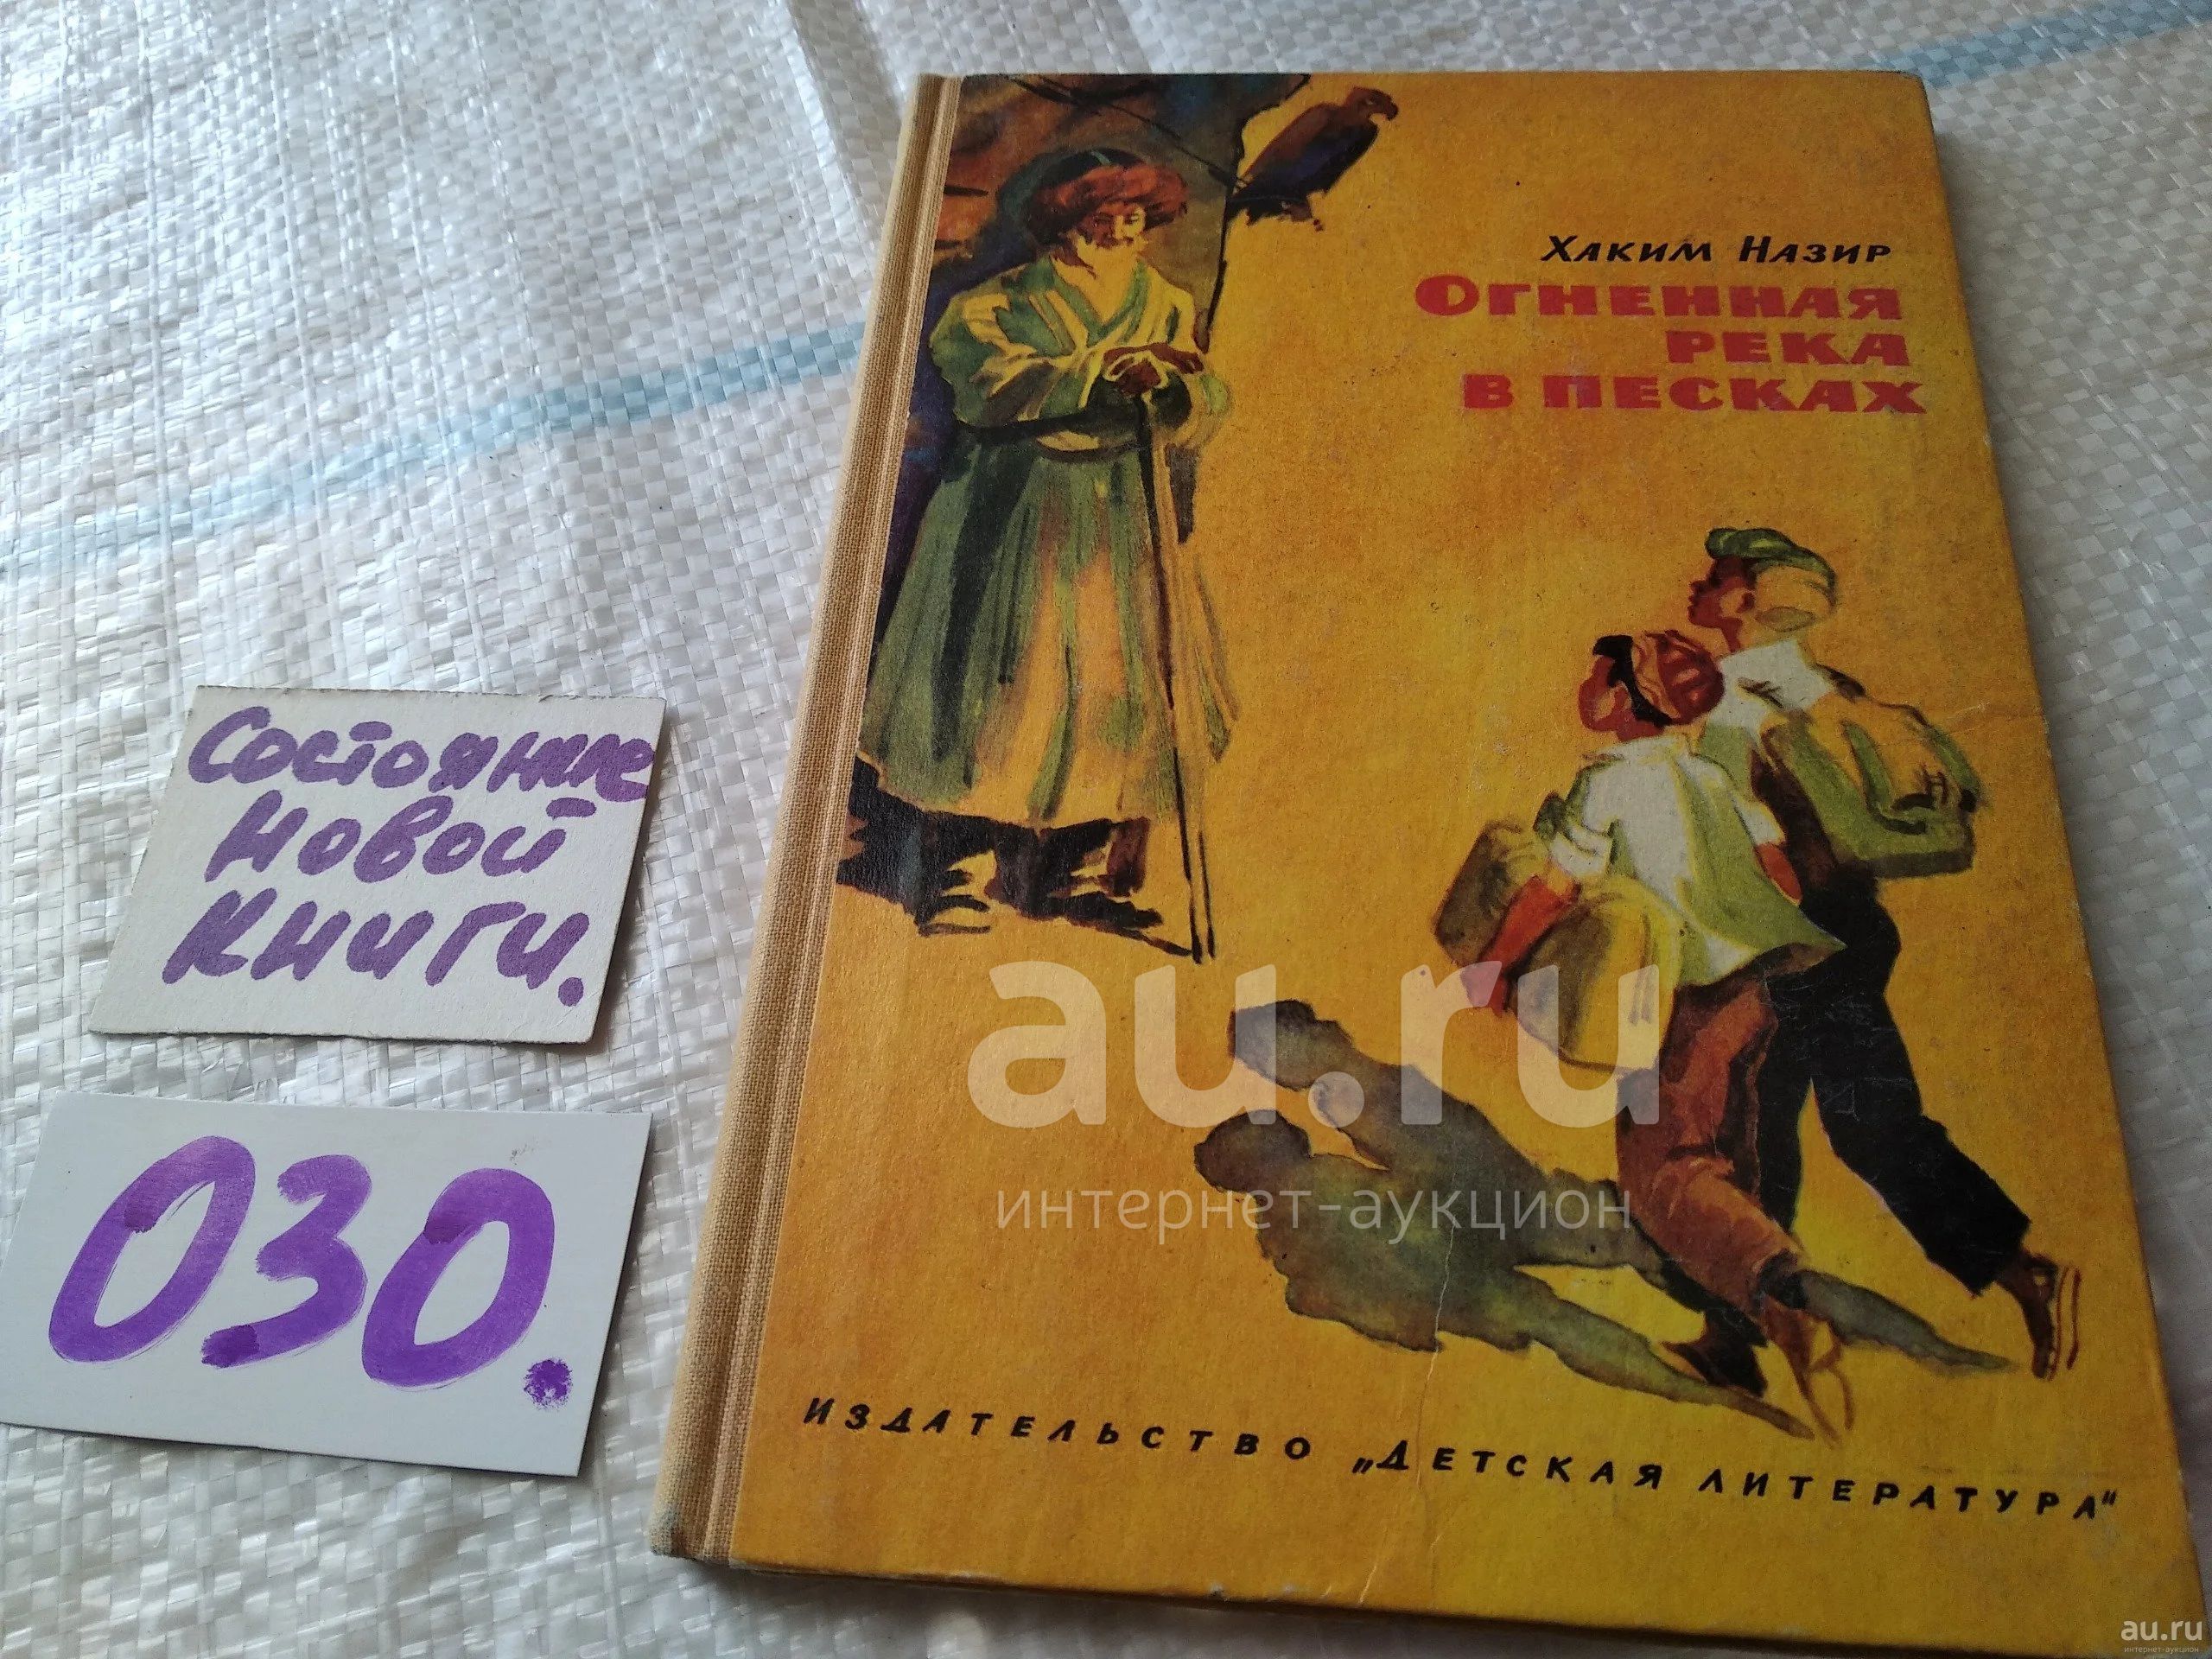 Хаким Назир
Огненная
река
в песках
Состояние
новой
книги.
030.
au.ru
интернет-аукцион
Издательство „Детская литература"
au.ru
интернет-аукцион